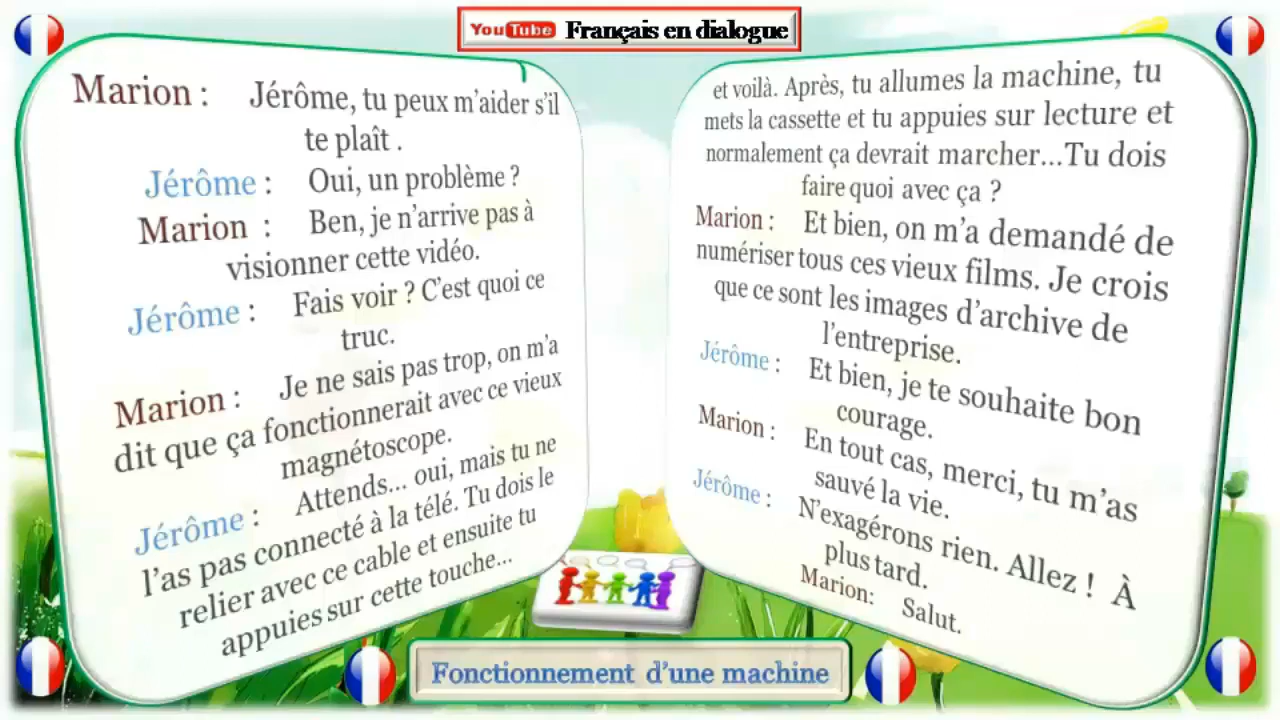 YouTube Français en dialogue
Marion : Jérôme, tu peux m'aider s'il
te plaît .
Jérôme : Oui, un problème ?
Marion : Ben, je n'arrive pas à
visionner cette vidéo.
Jérôme : Fais voir ? C'est quoi ce
truc.
Marion : Je ne sais pas trop, on m'a
dit que ça fonctionnerait avec ce vieux
magnétoscope.
Jérôme : Attends... oui, mais tu ne
l'as pas connecté à la télé. Tu dois le
relier avec ce cable et ensuite tu
appuies sur cette touche...
et voilà. Après, tu allumes la machine, tu
mets la cassette et tu appuies sur lecture et
normalement ça devrait marcher...Tu dois
faire quoi avec ça ?
Marion : Et bien, on m'a demandé de
numériser tous ces vieux films. Je crois
que ce sont les images d'archive de
l'entreprise.
Jérôme : Et bien, je te souhaite bon
courage.
Marion : En tout cas, merci, tu m'as
sauvé la vie.
Jérôme : N'exagérons rien. Allez ! À
plus tard.
Marion: Salut.
Fonctionnement d'une machine